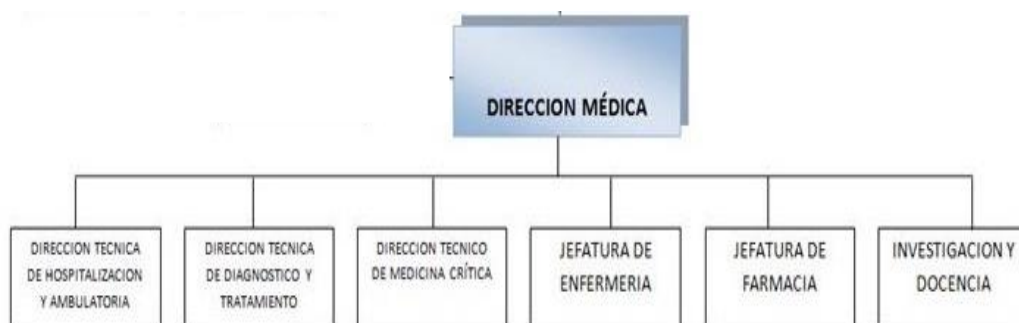 DIRECCION MÉDICA
DIRECCION TECNICA
DE HOSPITALIZACION
Y AMBULATORIA
DIRECCION TECNICA
DE DIAGNOSTICO Y
TRATAMIENTO
DIRECCION TECNICO
DE MEDICINA CRÍTICA
JEFATURA DE
ENFERMERIA
JEFATURA DE
FARMACIA
INVESTIGACION Y
DOCENCIA